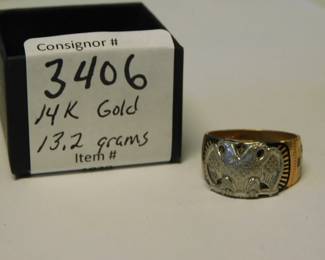 Consignor #
3406
14K Gold
13.2 grams
Item #